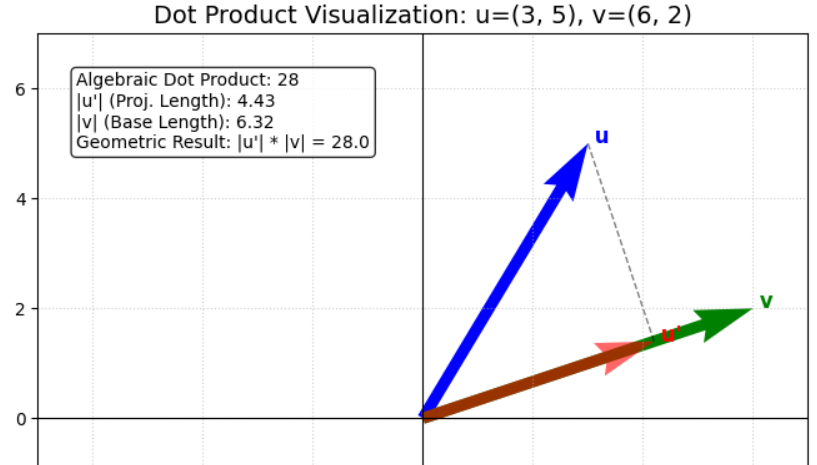 Dot Product Visualization: u=(3, 5), v=(6, 2)
Algebraic Dot Product: 28
|u'| (Proj. Length): 4.43
|v| (Base Length): 6.32
Geometric Result: |u'| * |v| = 28.0
6
u
4
v
2
u'
0